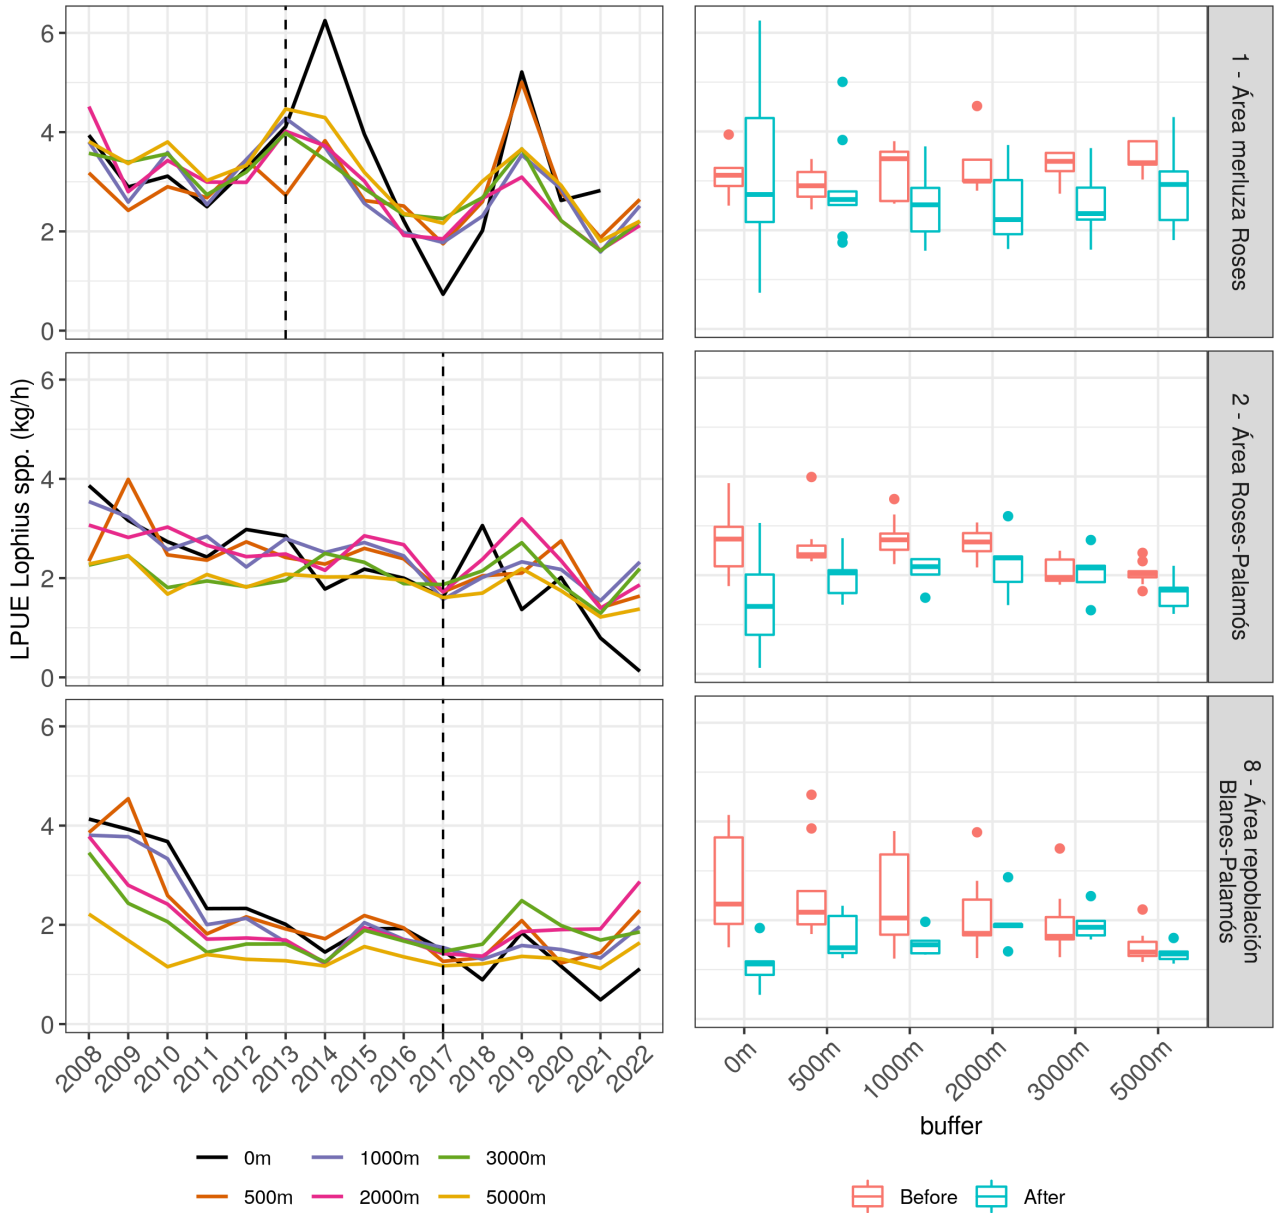 LPUE Lophius spp. (kg/h)
6
4
2
0
6
4
2
0
6
4
2
0
2008
2009
2010
2011
2012
2013
2014
2015
2016
2017
2018
2019
2020
2021
2022
0m
1000m
3000m
500m
2000m
5000m
1 - Área merluza Roses
2 - Área Roses-Palamós
8 - Área repoblación
Blanes-Palamós
0m
500m
1000m
2000m
3000m
5000m
buffer
Before
After